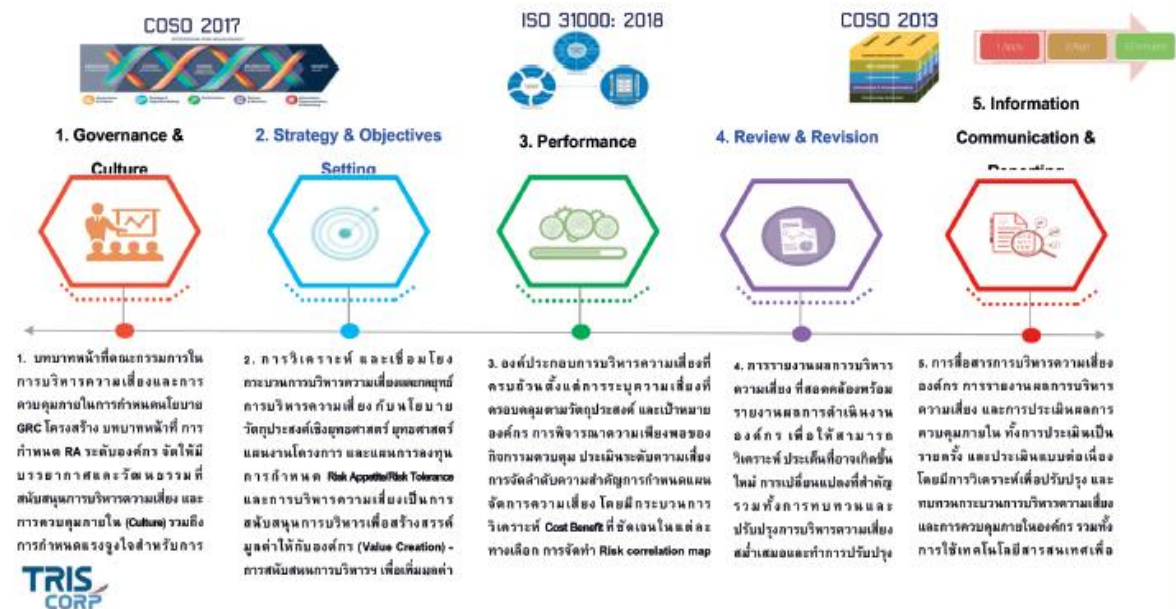 COSO 2017
ISO 31000: 2018
COSO 2013
1. Governance &
Culture
2. Strategy & Objectives
Setting
3. Performance
4. Review & Revision
5. Information
Communication &
Reporting
1. บทบาทหน้าที่คณะกรรมการใน
การบริหารความเสี่ยงและการ
ควบคุมภายในการกำหนดนโยบาย
GRC โครงสร้าง บทบาทหน้าที่ การ
กำหนด RA ระดับองค์กร จัดให้มี
บรรยากาศและวัฒนธรรมที่
สนับสนุนการบริหารความเสี่ยง และ
การควบคุมภายใน (Culture) รวมถึง
การกำหนดแรงจูงใจสำหรับการ
2. การวิเคราะห์ และเชื่อมโยง
กระบวนการบริหารความเสี่ยงและกลยุทธ์
การบริหารความเสี่ยง กับนโยบาย
วัตถุประสงค์เชิงยุทธศาสตร์ ยุทธศาสตร์
แผนงานโครงการ และแผนการลงทุน
การกำหนด Risk Appetite/Risk Tolerance
และการบริหารความเสี่ยงเป็นการ
สนับสนุนการบริหารเพื่อสร้างสรรค์
มูลค่าให้กับองค์กร (Value Creation) -
การสนับสนุนการบริหารฯ เพื่อเพิ่มมูลค่า
3. องค์ประกอบการบริหารความเสี่ยงที่
ครบถ้วนตั้งแต่การระบุความเสี่ยงที่
ครอบคลุมตามวัตถุประสงค์ และเป้าหมาย
องค์กร การพิจารณาความเพียงพอของ
กิจกรรมควบคุม ประเมินระดับความเสี่ยง
การจัดลำดับความสำคัญการกำหนดแผน
จัดการความเสี่ยง โดยมีกระบวนการ
วิเคราะห์ Cost Benefit ที่ชัดเจนในแต่ละ
ทางเลือก การจัดทำ Risk correlation map
4. การรายงานผลการบริหาร
ความเสี่ยง ที่สอดคล้องพร้อม
รายงานผลการดำเนินงาน
องค์กร เพื่อให้สามารถ
วิเคราะห์ ประเด็นที่อาจเกิดขึ้น
ใหม่ การเปลี่ยนแปลงที่สำคัญ
รวมทั้งการทบทวนและ
ปรับปรุงการบริหารความเสี่ยง
สม่ำเสมอและทำการปรับปรุง
5. การสื่อสารการบริหารความเสี่ยง
องค์กร การรายงานผลการบริหาร
ความเสี่ยง และการประเมินผลการ
ควบคุมภายใน ทั้งการประเมินเป็น
รายครั้ง และประเมินแบบต่อเนื่อง
โดยมีการวิเคราะห์เพื่อปรับปรุง และ
ทบทวนกระบวนการบริหารความเสี่ยง
และการควบคุมภายในองค์กร รวมทั้ง
การใช้เทคโนโลยีสารสนเทศเพื่อ
TRIS
CORP